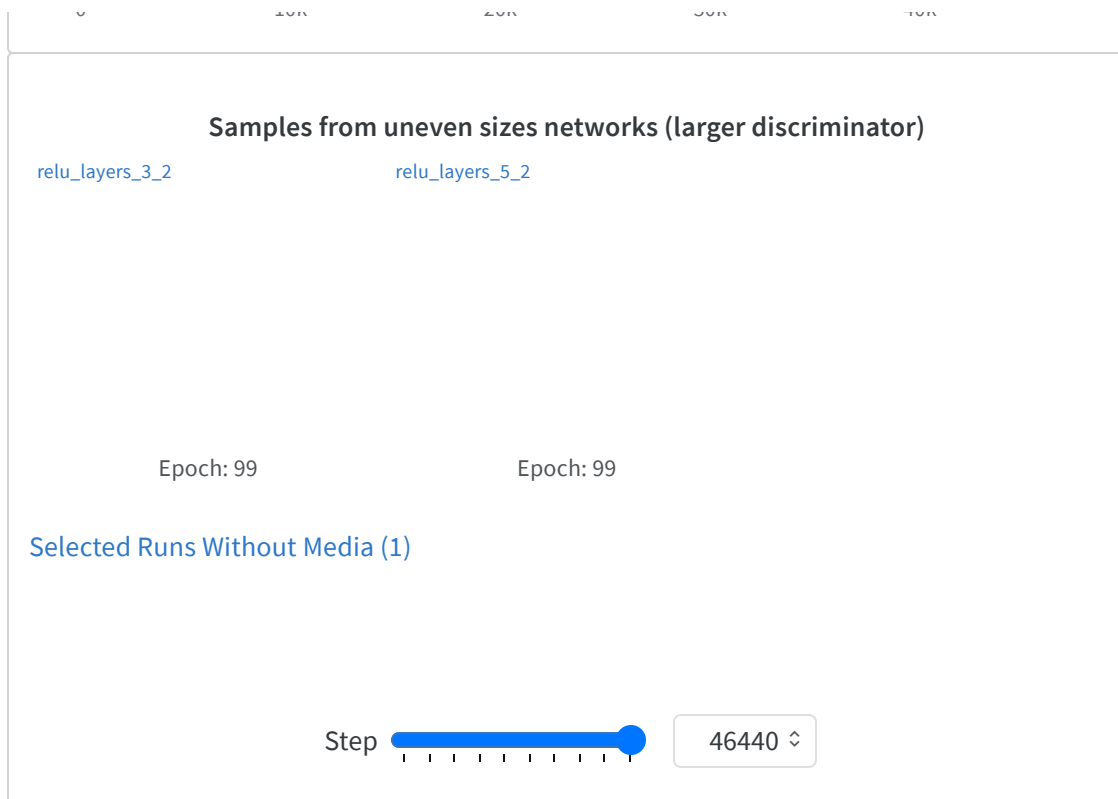 Samples from uneven sizes networks (larger discriminator)
relu_layers_3_2 relu_layers_5_2
Epoch: 99 Epoch: 99
Selected Runs Without Media (1)
Step 46440